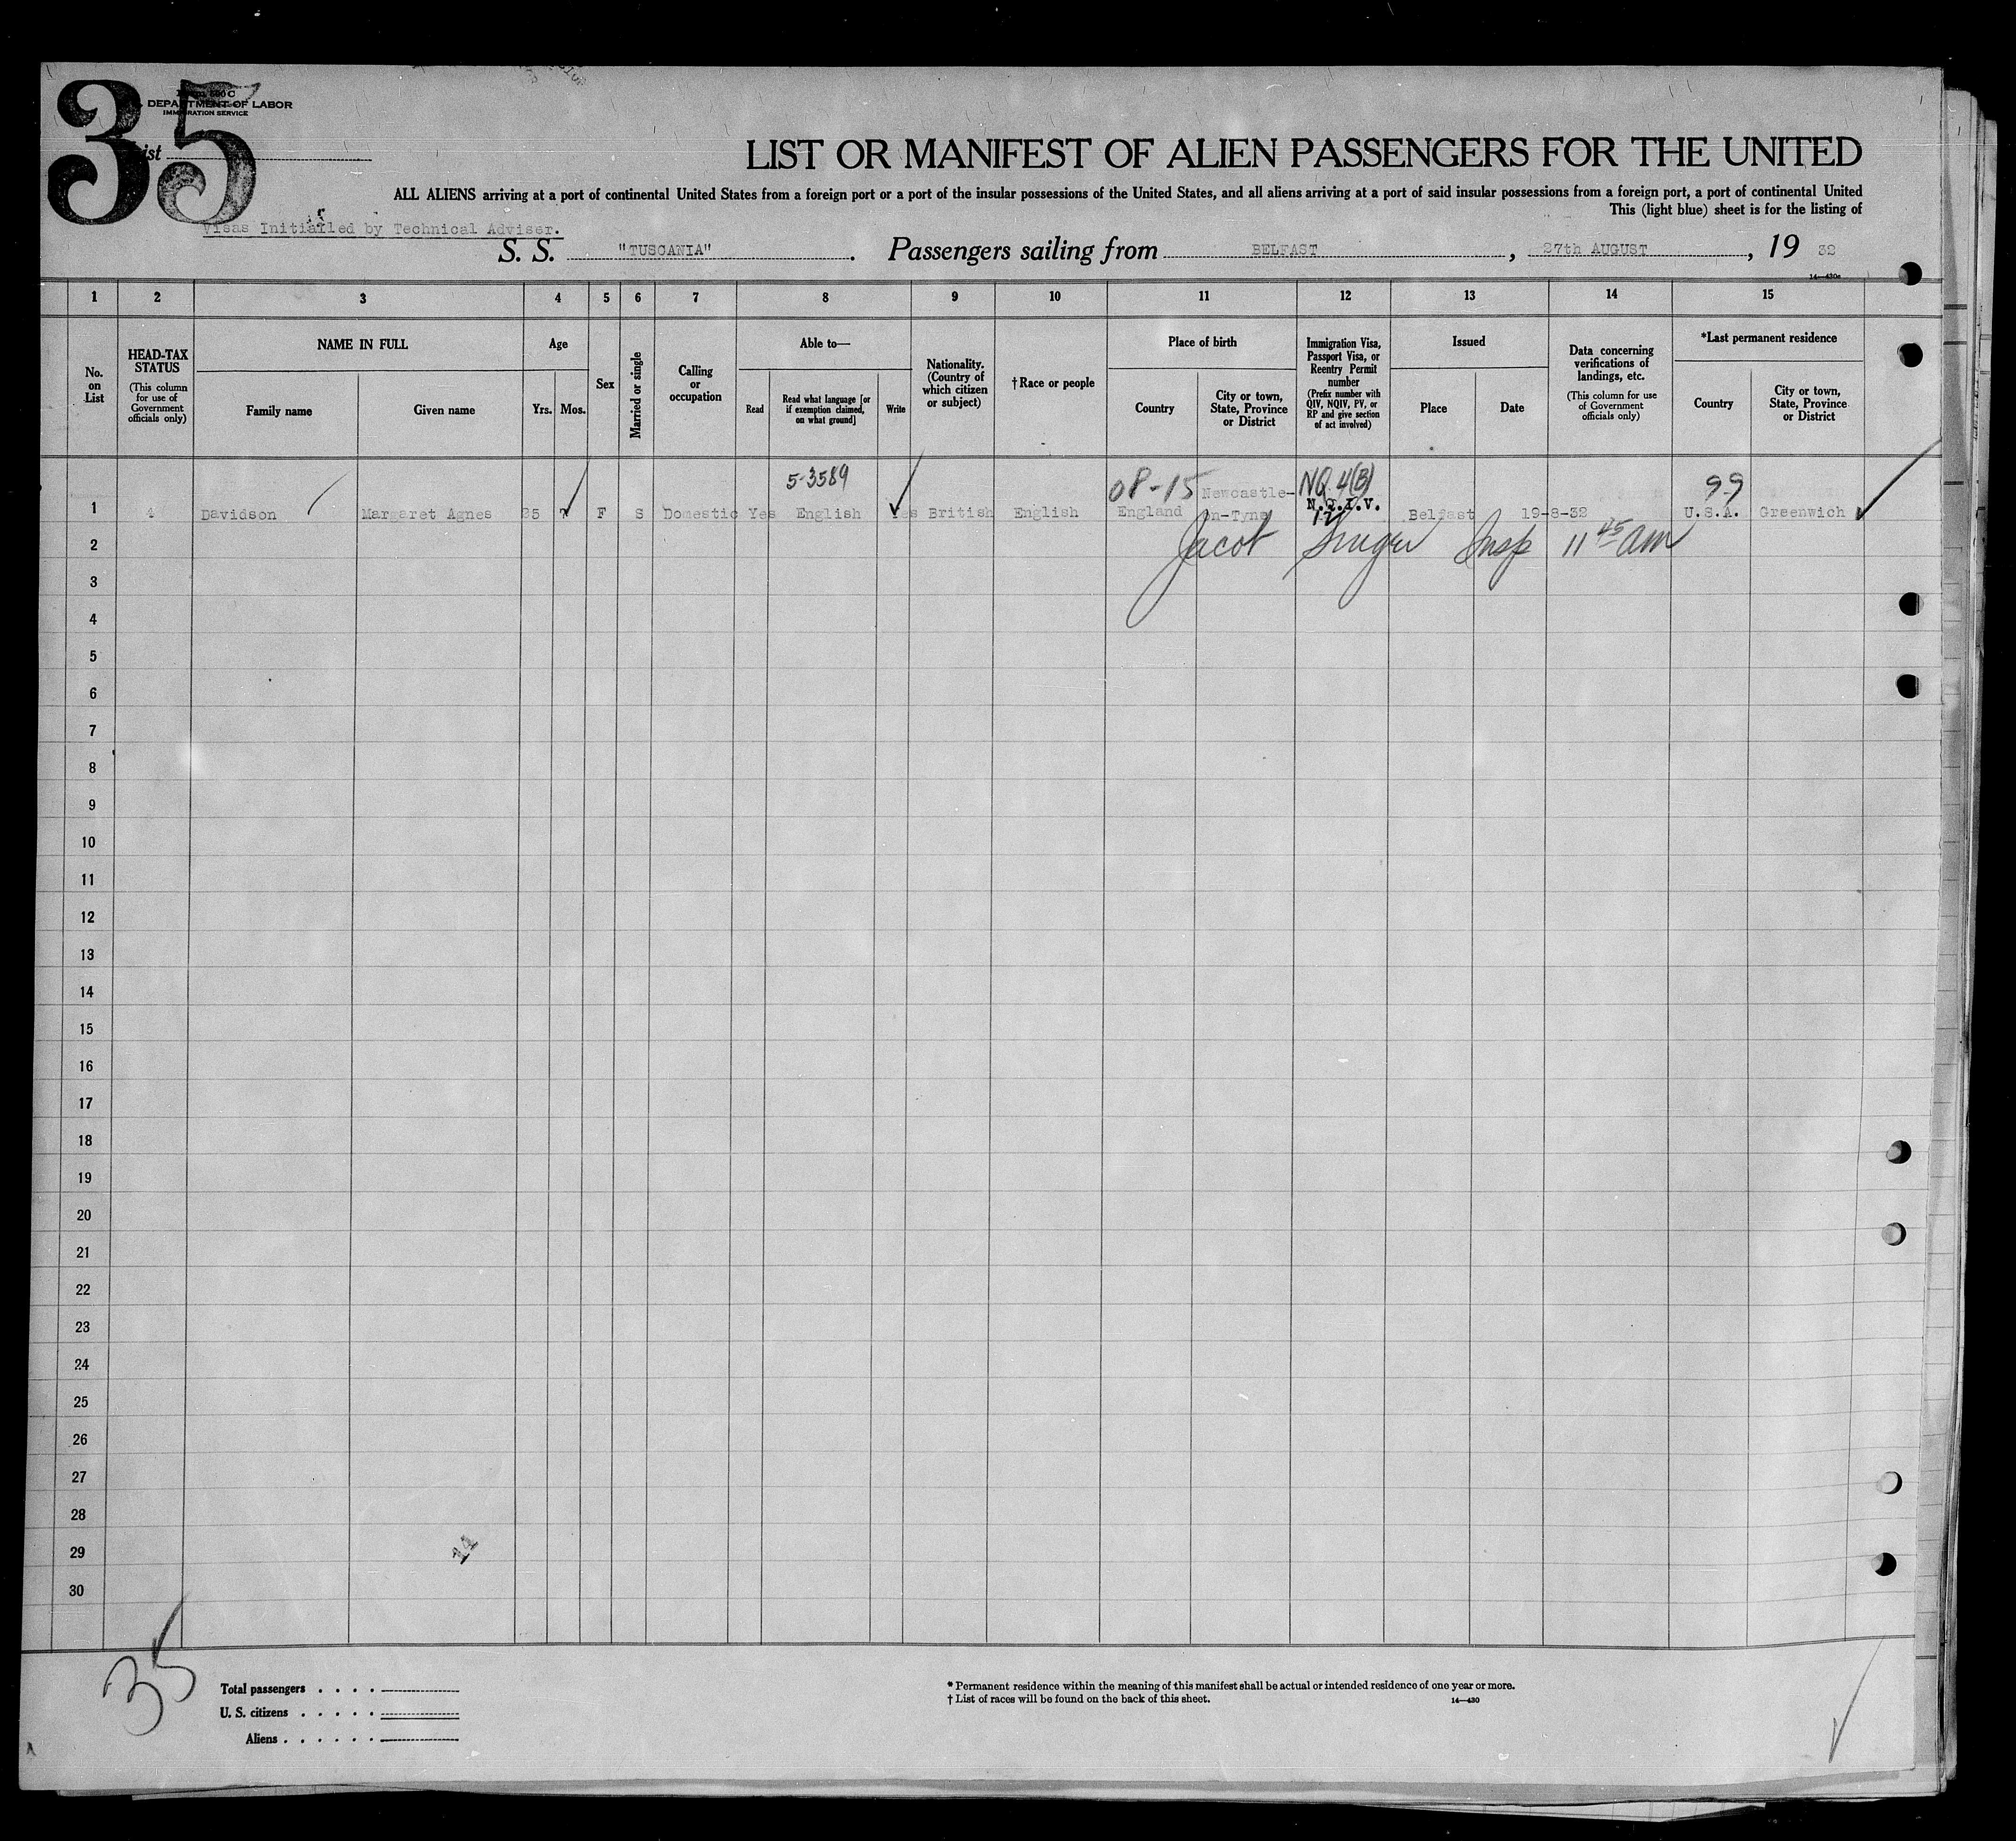 35
DEPARTMENT OF LABOR
IMMIGRATION SERVICE
List
LIST OR MANIFEST OF ALIEN PASSENGERS FOR THE UNITED
ALL ALIENS arriving at a port of continental United States from a foreign port or a port of the insular possessions of the United States, and all aliens arriving at a port of said insular possessions from a foreign port, a port of continental United
This (light blue) sheet is for the listing of
Visas Initialled by Technical Adviser.
S. S. "TUSCANIA". Passengers sailing from BELFAST, 27th AUGUST, 19 32
14—430a
1 2 3 4 5 6 7 8 9 10 11 12 13 14 15
No. on List
HEAD-TAX STATUS (This column for use of Government officials only)
NAME IN FULL
Family name
Given name
Age
Yrs. Mos.
Sex
Married or single
Calling or occupation
Able to—
Read
Read what language [or if exemption claimed, on what ground]
Write
Nationality. (Country of which citizen or subject)
† Race or people
Place of birth
Country
City or town, State, Province or District
Immigration Visa, Passport Visa, or Reentry Permit number (Prefix number with QIV, NQIV, PV, or RP and give section of act involved)
Issued
Place
Date
Data concerning verifications of landings, etc. (This column for use of Government officials only)
*Last permanent residence
Country
City or town, State, Province or District
5-3589 08-15 Newcastle- NQ 4(B) 99
1 4 Davidson Margaret Agnes 35 F S Domestic Yes English Yes British English England on-Tyne N.Q.I.V. Belfast 19-8-32 U.S.A. Greenwich
12
2 Jacob Singer Insp 11 45 am
3
4
5
6
7
8
9
10
11
12
13
14
15
16
17
18
19
20
21
22
23
24
25
26
27
28
29
30
35
Total passengers . . . .
U. S. citizens . . . . .
Aliens . . . . . .
* Permanent residence within the meaning of this manifest shall be actual or intended residence of one year or more.
† List of races will be found on the back of this sheet. 14—430